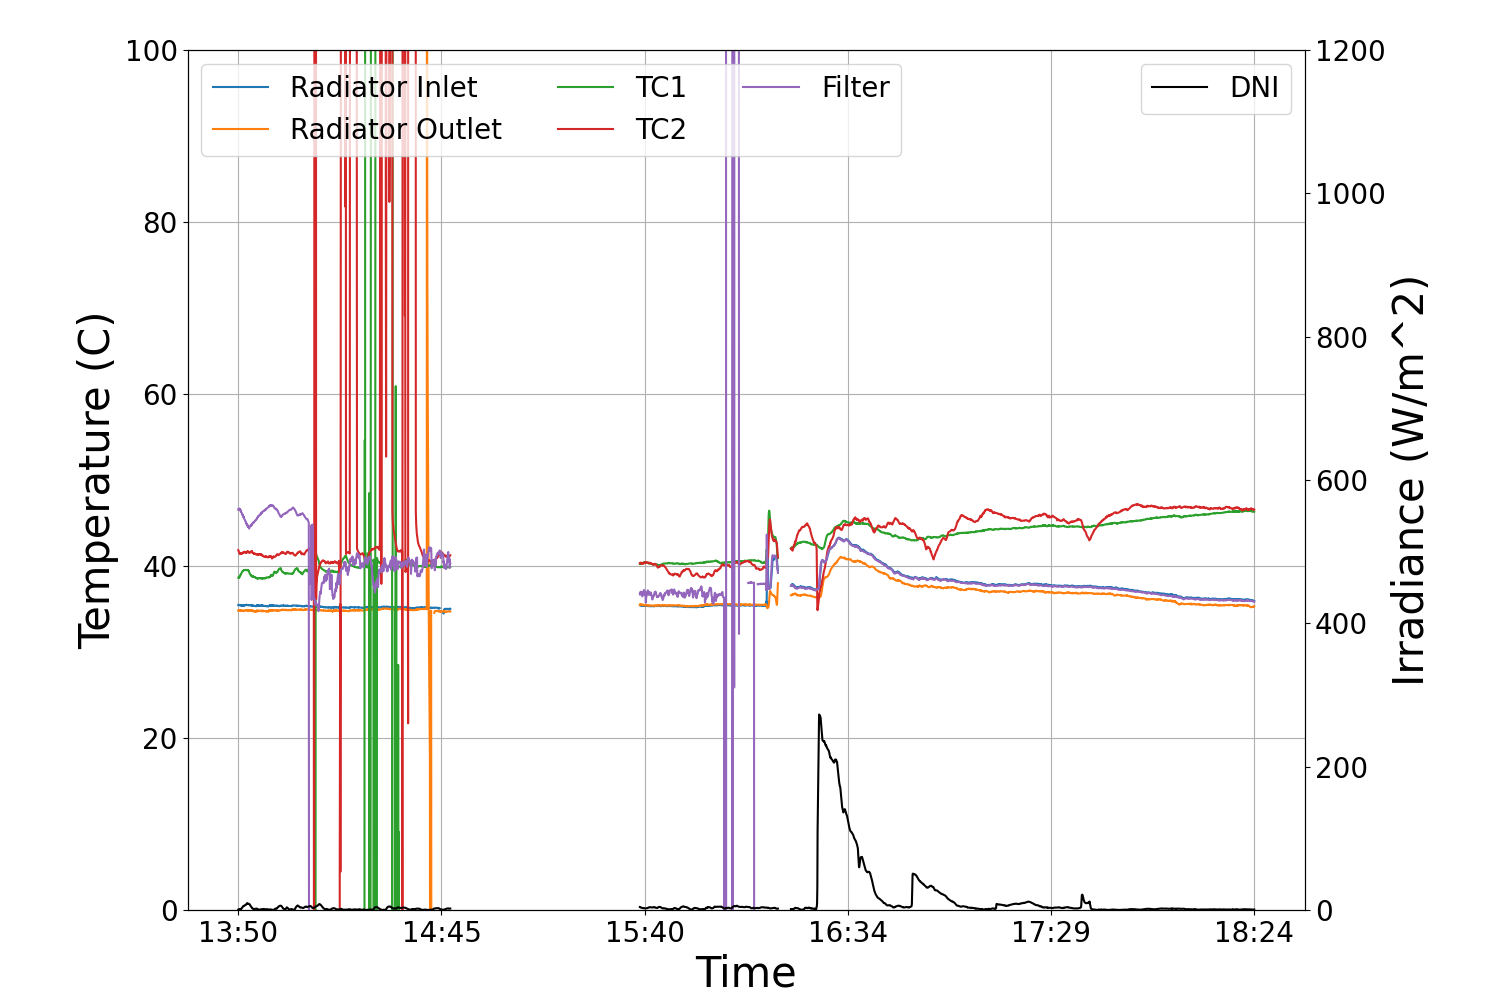 100
80
60
40
20
0
Temperature (C)
Radiator Inlet
Radiator Outlet
TC1
TC2
Filter
DNI
1200
1000
800
600
400
200
0
Irradiance (W/m^2)
13:50
14:45
15:40
16:34
17:29
18:24
Time